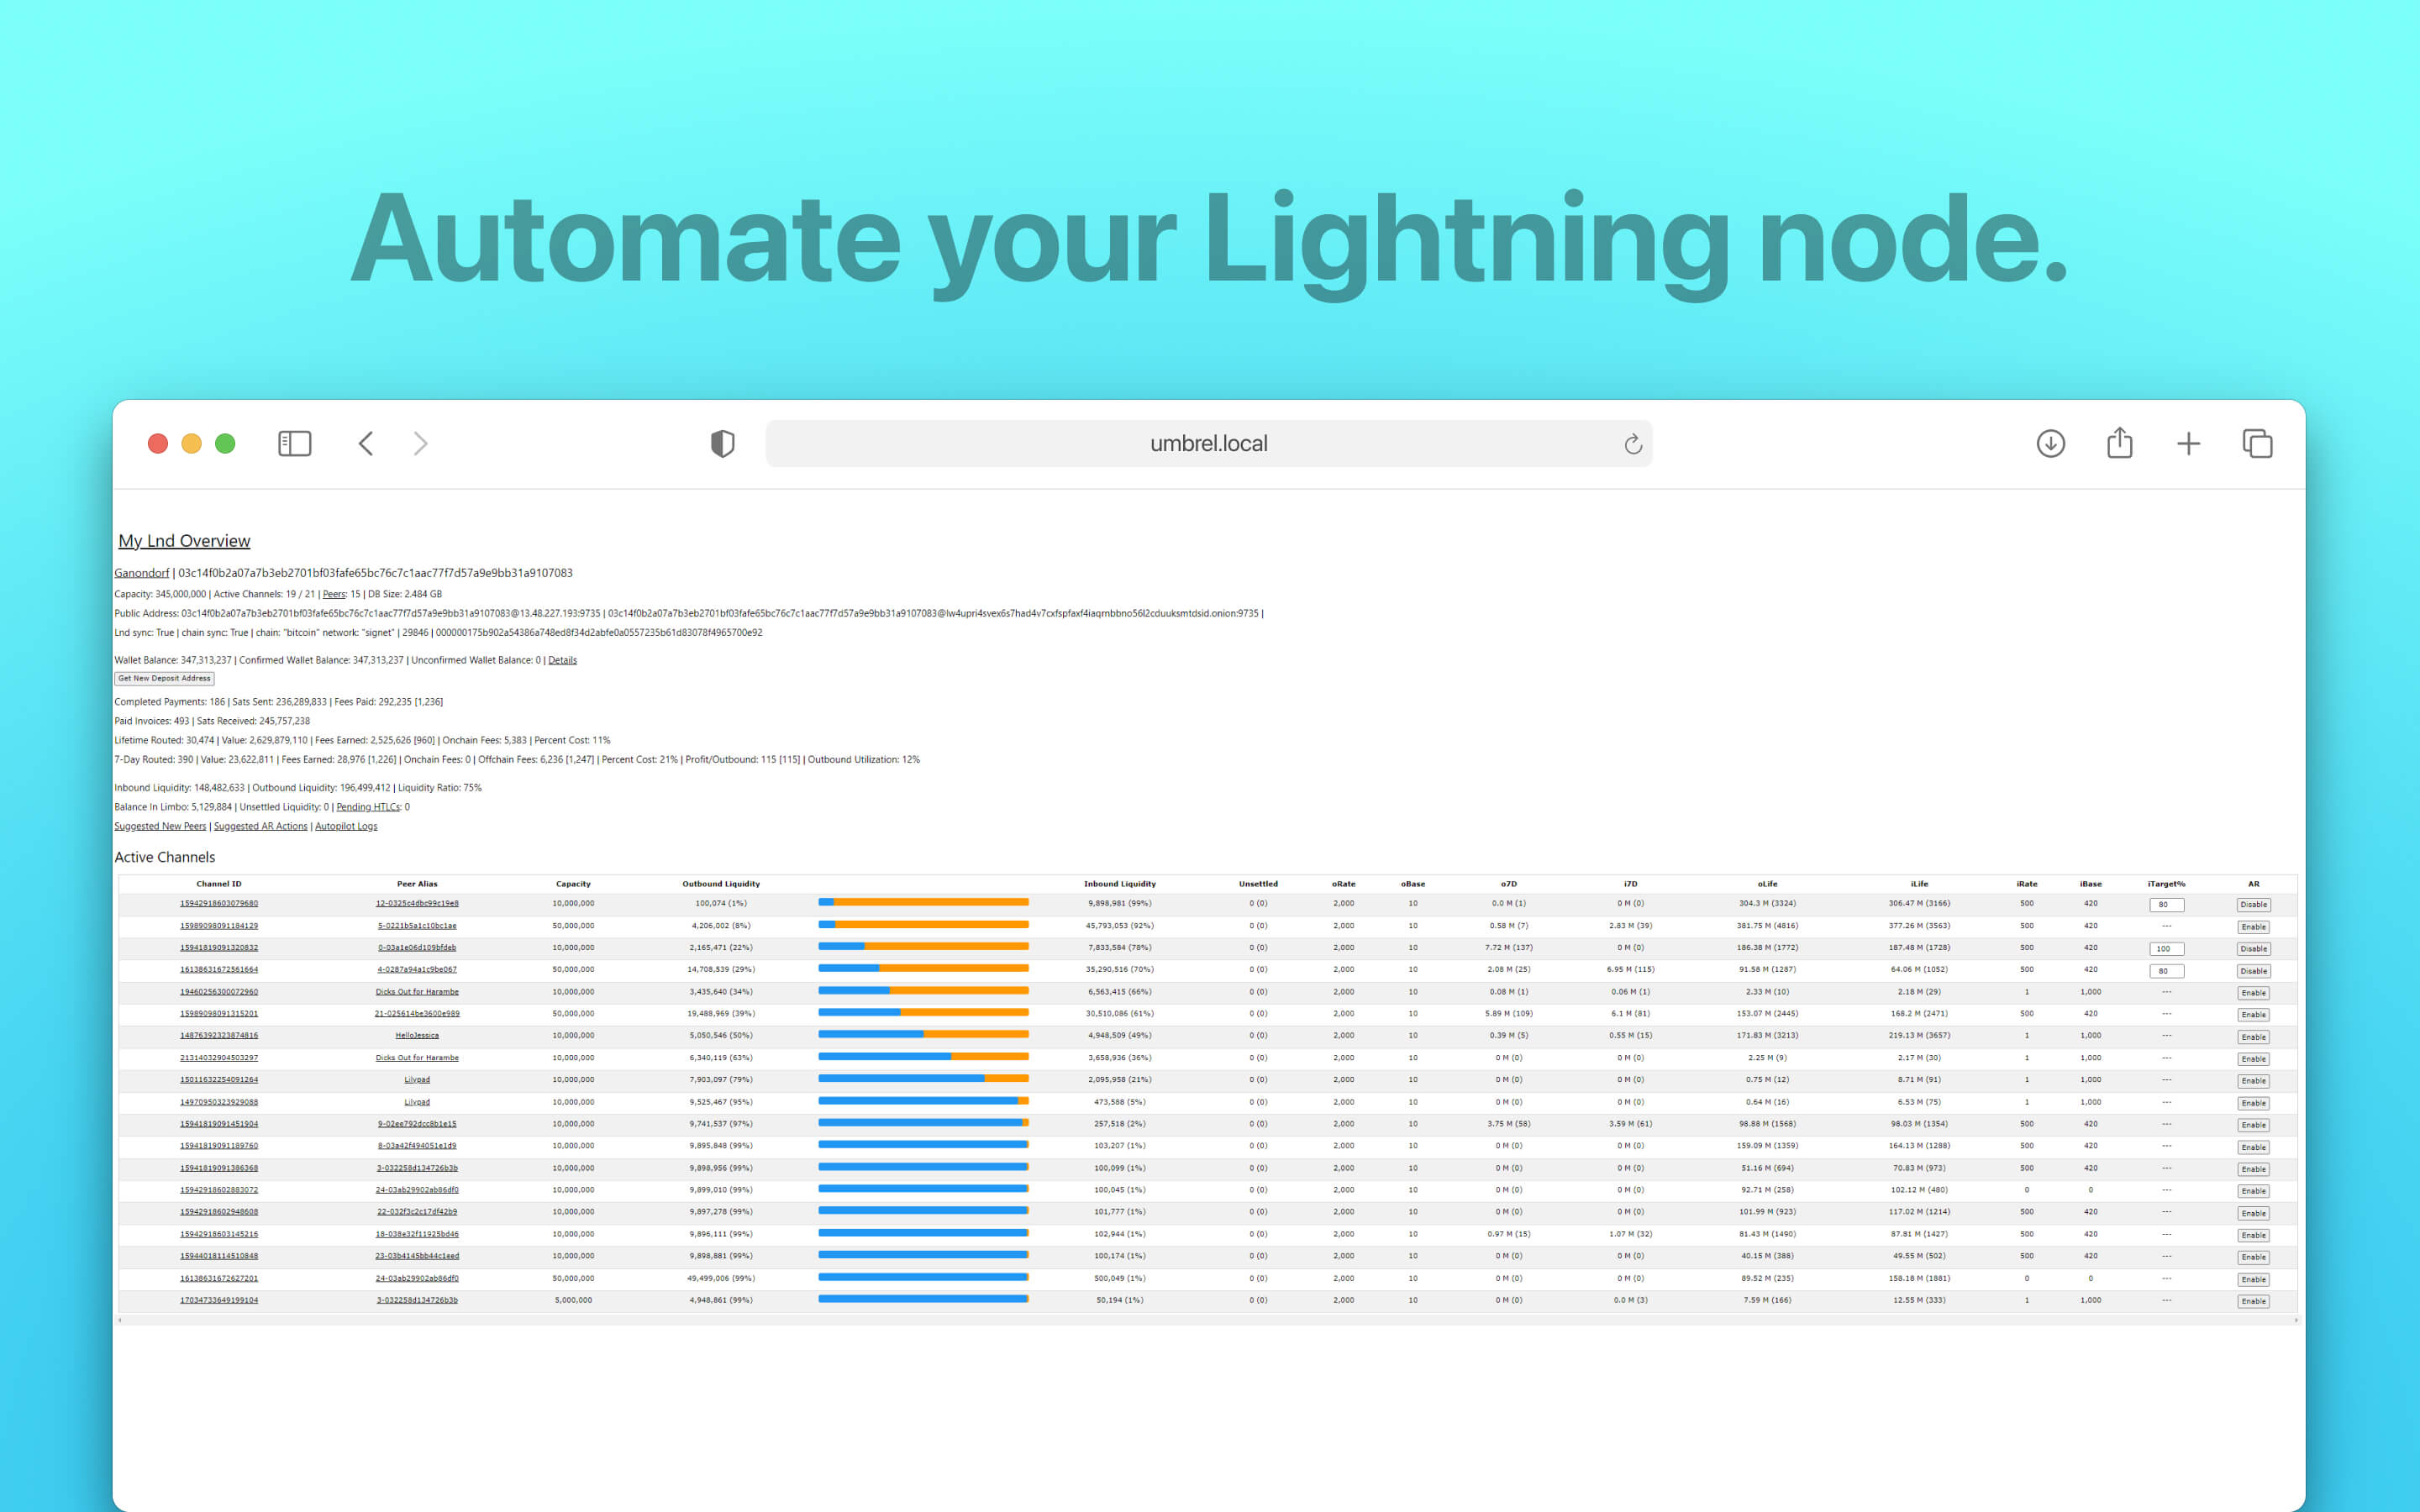 Automate your Lightning node.
umbrel.local
My Lnd Overview
Ganondorf | 03c14f0b2a07a7b3eb2701bf03fafe65bc76c7c1aac77f7d57a9e9bb31a9107083
Capacity: 345,000,000 | Active Channels: 19 / 21 | Peers: 15 | DB Size: 2.484 GB
Public Address: 03c14f0b2a07a7b3eb2701bf03fafe65bc76c7c1aac77f7d57a9e9bb31a9107083@13.48.227.193:9735 | 03c14f0b2a07a7b3eb2701bf03fafe65bc76c7c1aac77f7d57a9e9bb31a9107083@lw4upri4svex6s7had4v7cxfspfaxf4iaqrnbbno56l2cduuksmtdsid.onion:9735 |
Lnd sync: True | chain sync: True | chain: "bitcoin" network: "signet" | 29846 | 000000175b902a54386a748ed8f34d2abfe0a0557235b61d83078f4965700e92
Wallet Balance: 347,313,237 | Confirmed Wallet Balance: 347,313,237 | Unconfirmed Wallet Balance: 0 | Details
Get New Deposit Address
Completed Payments: 186 | Sats Sent: 236,289,833 | Fees Paid: 292,235 [1,236]
Paid Invoices: 493 | Sats Received: 245,757,238
Lifetime Routed: 30,474 | Value: 2,629,879,110 | Fees Earned: 2,525,626 [960] | Onchain Fees: 5,383 | Percent Cost: 11%
7-Day Routed: 390 | Value: 23,622,811 | Fees Earned: 28,976 [1,226] | Onchain Fees: 0 | Offchain Fees: 6,236 [1,247] | Percent Cost: 21% | Profit/Outbound: 115 [115] | Outbound Utilization: 12%
Inbound Liquidity: 148,482,633 | Outbound Liquidity: 196,499,412 | Liquidity Ratio: 75%
Balance In Limbo: 5,129,884 | Unsettled Liquidity: 0 | Pending HTLCs: 0
Suggested New Peers | Suggested AR Actions | Autopilot Logs
Active Channels
Channel ID Peer Alias Capacity Outbound Liquidity Inbound Liquidity Unsettled oRate oBase o7D i7D oLife iLife iRate iBase iTarget% AR
15942918603079680 12-0325c4dbc99c19e8 10,000,000 100,074 (1%) 9,898,981 (99%) 0 (0) 2,000 10 0.0 M (1) 0 M (0) 304.3 M (3324) 306.47 M (3166) 500 420 80 Disable
15989098091184129 5-0221b5a1c10bc1ae 50,000,000 4,206,002 (8%) 45,793,053 (92%) 0 (0) 2,000 10 0.58 M (7) 2.83 M (39) 381.75 M (4816) 377.26 M (3563) 500 420 --- Enable
15941819091320832 0-03a1e06d109bfdeb 10,000,000 2,165,471 (22%) 7,833,584 (78%) 0 (0) 2,000 10 7.72 M (137) 0 M (0) 186.38 M (1772) 187.48 M (1728) 500 420 100 Disable
16138631672561664 4-0287a94a1c9be067 50,000,000 14,708,539 (29%) 35,290,516 (70%) 0 (0) 2,000 10 2.08 M (25) 6.95 M (115) 91.58 M (1287) 64.06 M (1052) 500 420 80 Disable
19460256300072960 Dicks Out for Harambe 10,000,000 3,435,640 (34%) 6,563,415 (66%) 0 (0) 2,000 10 0.08 M (1) 0.06 M (1) 2.33 M (10) 2.18 M (29) 1 1,000 --- Enable
15989098091315201 21-025614be3600e989 50,000,000 19,488,969 (39%) 30,510,086 (61%) 0 (0) 2,000 10 5.89 M (109) 6.1 M (81) 153.07 M (2445) 168.2 M (2471) 500 420 --- Enable
14876392323874816 HelloJessica 10,000,000 5,050,546 (50%) 4,948,509 (49%) 0 (0) 2,000 10 0.39 M (5) 0.55 M (15) 171.83 M (3213) 219.13 M (3657) 1 1,000 --- Enable
21314032904503297 Dicks Out for Harambe 10,000,000 6,340,119 (63%) 3,658,936 (36%) 0 (0) 2,000 10 0 M (0) 0 M (0) 2.25 M (9) 2.17 M (30) 1 1,000 --- Enable
15011632254091264 Lilypad 10,000,000 7,903,097 (79%) 2,095,958 (21%) 0 (0) 2,000 10 0 M (0) 0 M (0) 0.75 M (12) 8.71 M (91) 1 1,000 --- Enable
14970950323929088 Lilypad 10,000,000 9,525,467 (95%) 473,588 (5%) 0 (0) 2,000 10 0 M (0) 0 M (0) 0.64 M (16) 6.53 M (75) 1 1,000 --- Enable
15941819091451904 9-02ee792dcc8b1e15 10,000,000 9,741,537 (97%) 257,518 (2%) 0 (0) 2,000 10 3.75 M (58) 3.59 M (61) 98.88 M (1568) 98.03 M (1354) 500 420 --- Enable
15941819091189760 8-03a42f494051e1d9 10,000,000 9,895,848 (99%) 103,207 (1%) 0 (0) 2,000 10 0 M (0) 0 M (0) 159.09 M (1359) 164.13 M (1288) 500 420 --- Enable
15941819091386368 3-032258d134726b3b 10,000,000 9,898,956 (99%) 100,099 (1%) 0 (0) 2,000 10 0 M (0) 0 M (0) 51.16 M (694) 70.83 M (973) 500 420 --- Enable
15942918602883072 24-03ab29902ab86df0 10,000,000 9,899,010 (99%) 100,045 (1%) 0 (0) 2,000 10 0 M (0) 0 M (0) 92.71 M (258) 102.12 M (480) 0 0 --- Enable
15942918602948608 22-032f3c2c17df42b9 10,000,000 9,897,278 (99%) 101,777 (1%) 0 (0) 2,000 10 0 M (0) 0 M (0) 101.99 M (923) 117.02 M (1214) 500 420 --- Enable
15942918603145216 18-038e32f11925bd46 10,000,000 9,896,111 (99%) 102,944 (1%) 0 (0) 2,000 10 0.97 M (15) 1.07 M (32) 81.43 M (1490) 87.81 M (1427) 500 420 --- Enable
15944018114510848 23-03b4145bb44c1eed 10,000,000 9,898,881 (99%) 100,174 (1%) 0 (0) 2,000 10 0 M (0) 0 M (0) 40.15 M (388) 49.55 M (502) 500 420 --- Enable
16138631672627201 24-03ab29902ab86df0 50,000,000 49,499,006 (99%) 500,049 (1%) 0 (0) 2,000 10 0 M (0) 0 M (0) 89.52 M (235) 158.18 M (1881) 0 0 --- Enable
17034733649199104 3-032258d134726b3b 5,000,000 4,948,861 (99%) 50,194 (1%) 0 (0) 2,000 10 0 M (0) 0.0 M (3) 7.59 M (166) 12.55 M (333) 1 1,000 --- Enable